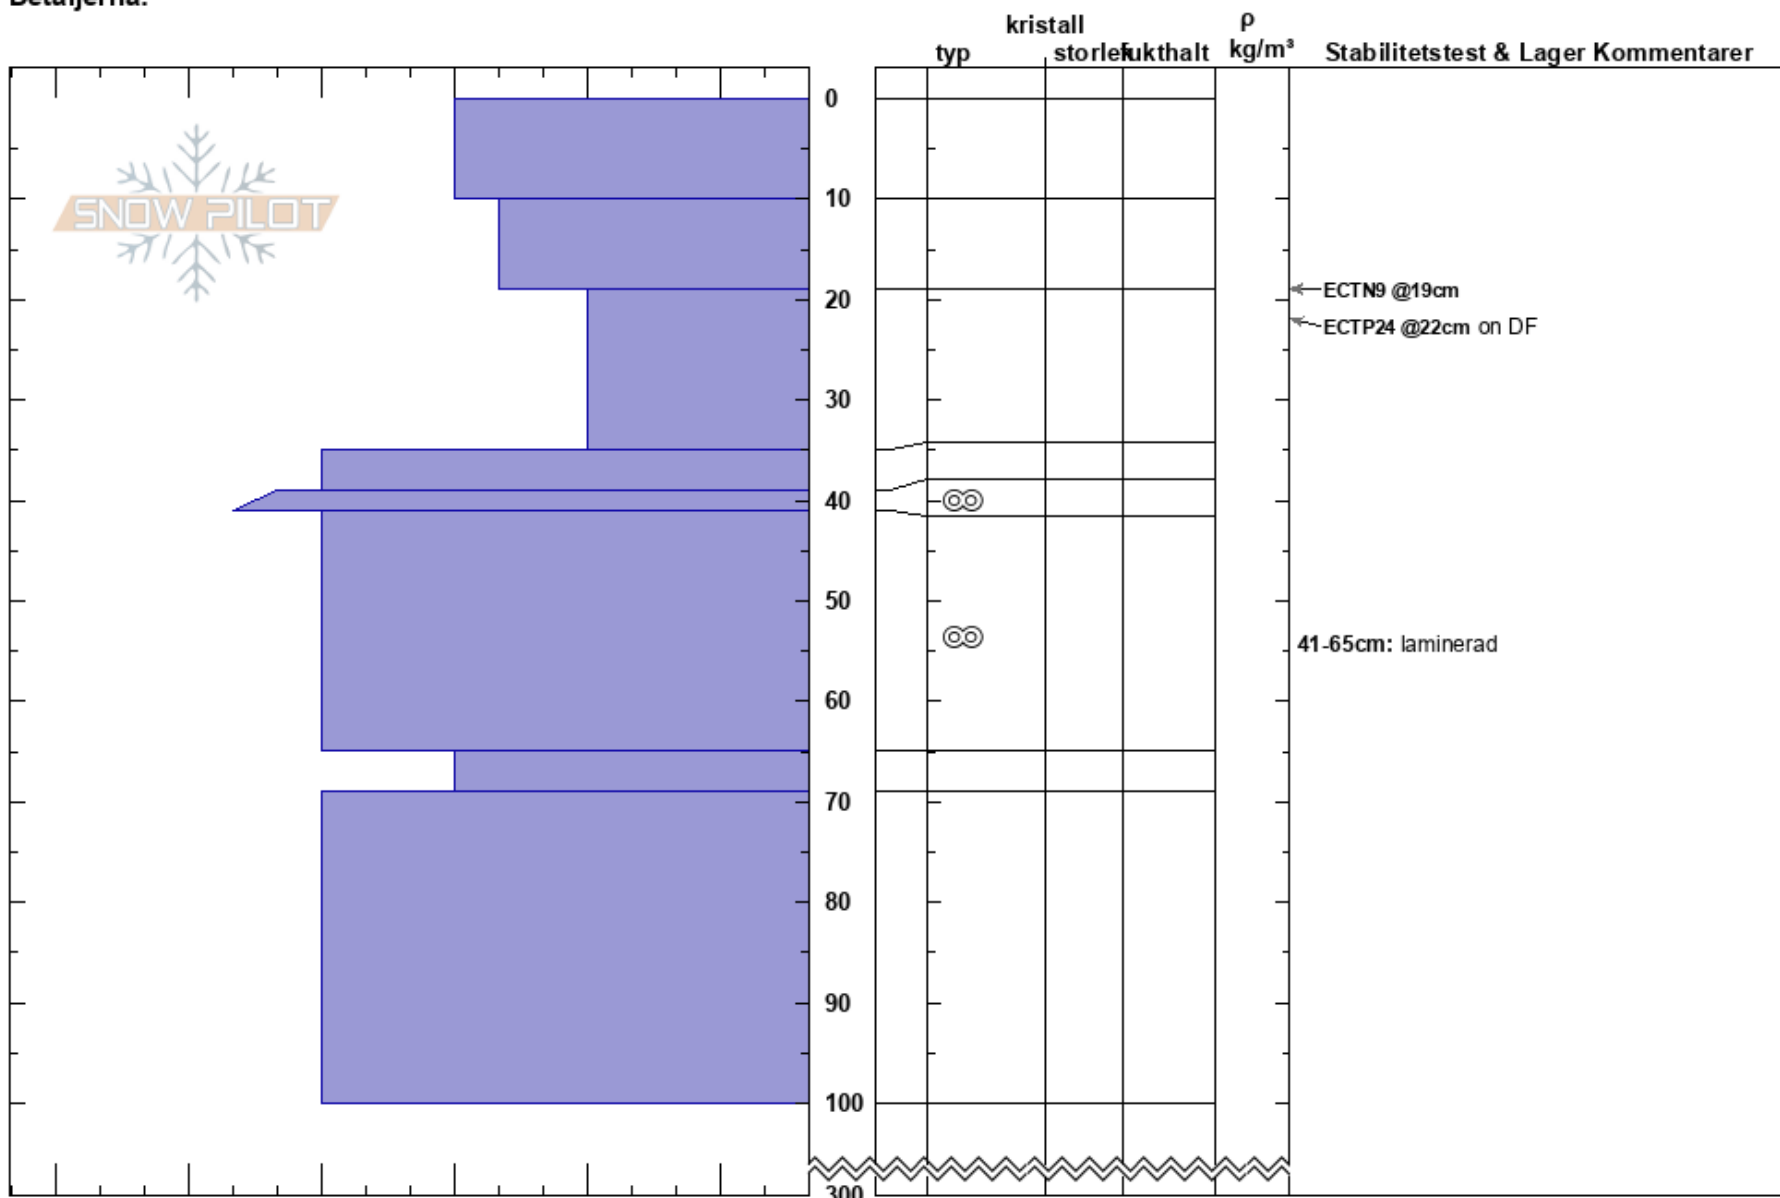 Detaljerna:
kristall
ρ
typ storlek fukthalt kg/m³ Stabilitetstest & Lager Kommentarer
0
SNOW PILOT
10
ECTN9 @19cm
20
ECTP24 @22cm on DF
30
40
50
41-65cm: laminerad
60
70
80
90
100
300